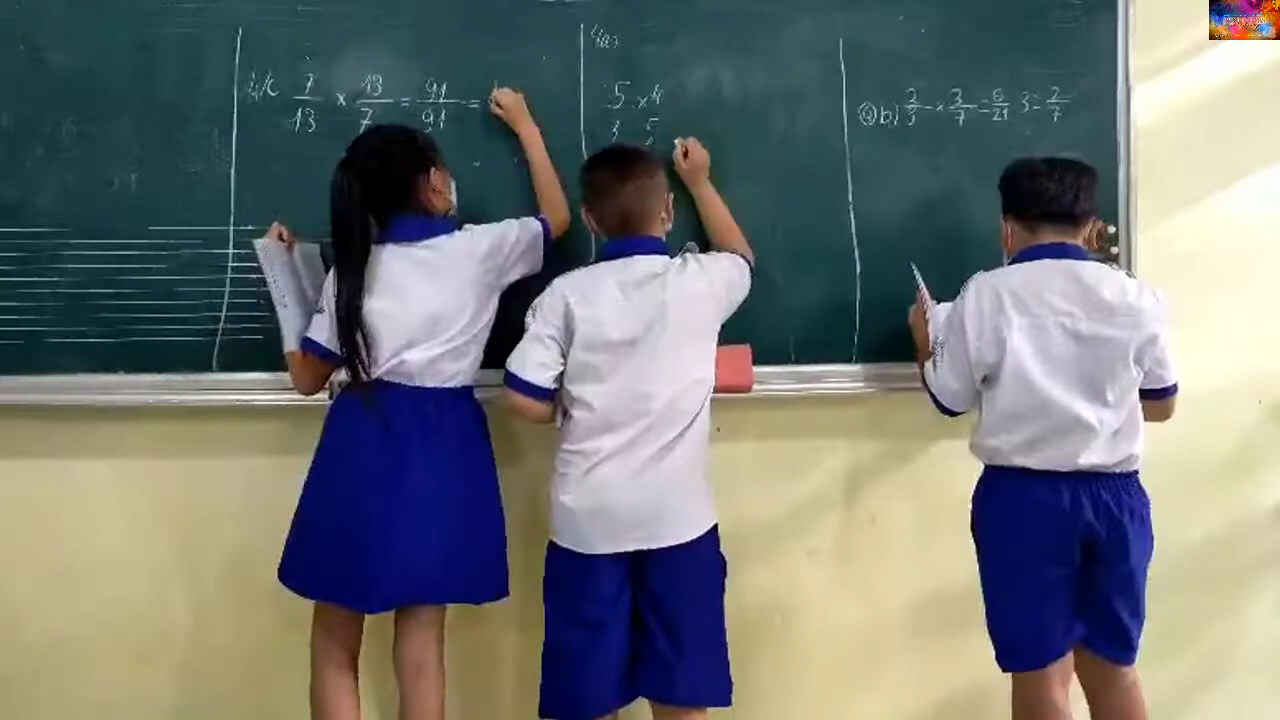 4/c 7/13 × 13/7 = 91/91 =
4a)
5/3 × 4/5
4b) 2/3 × 3/7 = 6/21 3 = 2/7